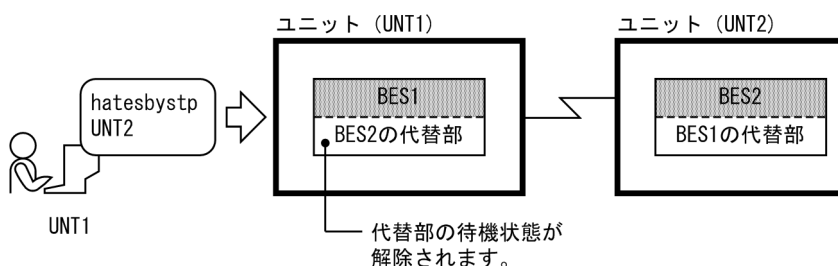 ユニット（UNT1）
ユニット（UNT2）
hatesbystp
UNT2
BES1
BES2の代替部
BES2
BES1の代替部
UNT1
代替部の待機状態が
解除されます。